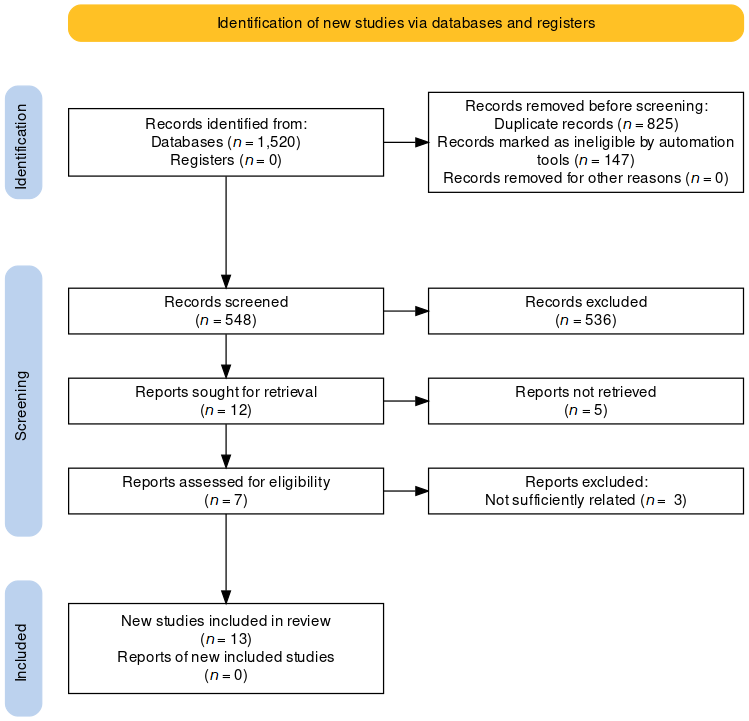 Identification of new studies via databases and registers
Identification
Records identified from:
Databases (n = 1,520)
Registers (n = 0)
Records removed before screening:
Duplicate records (n = 825)
Records marked as ineligible by automation
tools (n = 147)
Records removed for other reasons (n = 0)
Screening
Records screened
(n = 548)
Records excluded
(n = 536)
Reports sought for retrieval
(n = 12)
Reports not retrieved
(n = 5)
Reports assessed for eligibility
(n = 7)
Reports excluded:
Not sufficiently related (n = 3)
Included
New studies included in review
(n = 13)
Reports of new included studies
(n = 0)